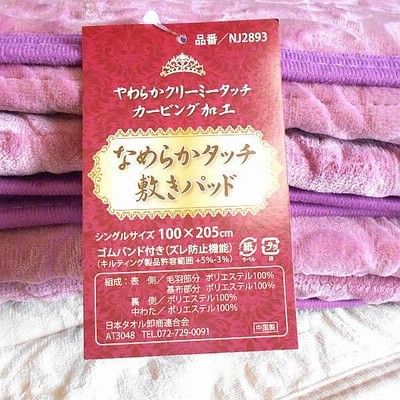 品番／NJ2893
やわらかクリーミータッチ
カービング加工
なめらかタッチ
敷きパッド
シングルサイズ 100×205cm
ゴムバンド付き(ズレ防止機能)
(キルティング製品許容範囲 +5%-3%)
紙
ラベル
プラ
袋
組成：表 側／毛羽部分 ポリエステル100%
基布部分 ポリエステル100%
裏 側／ポリエステル100%
中わた／ポリエステル100%
日本タオル卸商連合会
AT3048 TEL.072-729-0091
中国製